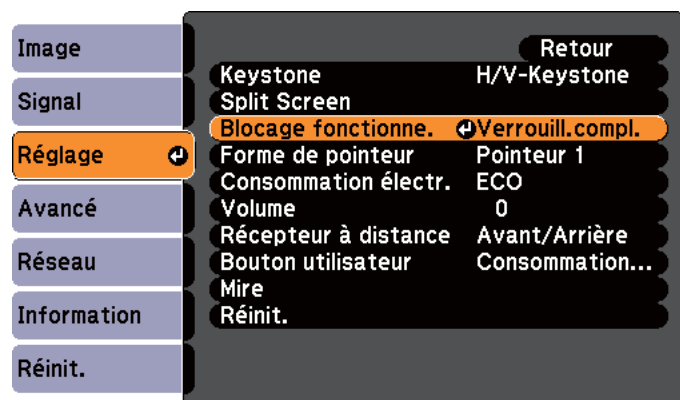 Image
Signal
Réglage
Avancé
Réseau
Information
Réinit.
Retour
Keystone H/V-Keystone
Split Screen
Blocage fonctionne. Verrouill.compl.
Forme de pointeur Pointeur 1
Consommation électr. ECO
Volume 0
Récepteur à distance Avant/Arrière
Bouton utilisateur Consommation...
Mire
Réinit.